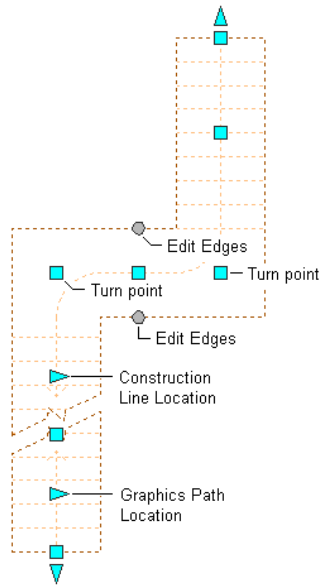 Edit Edges
Turn point
Turn point
Edit Edges
Construction
Line Location
Graphics Path
Location